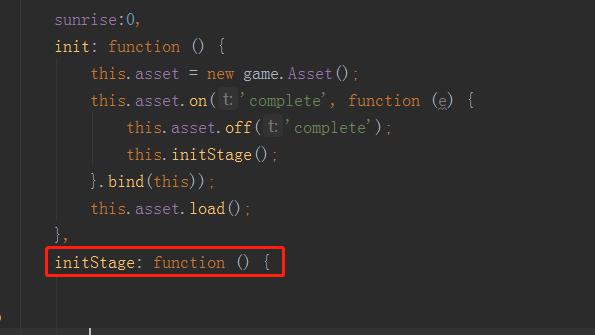 sunrise:0,
init: function () {
this.asset = new game.Asset();
this.asset.on( t: 'complete', function (e) {
this.asset.off( t: 'complete');
this.initStage();
}.bind(this));
this.asset.load();
},
initStage: function () {